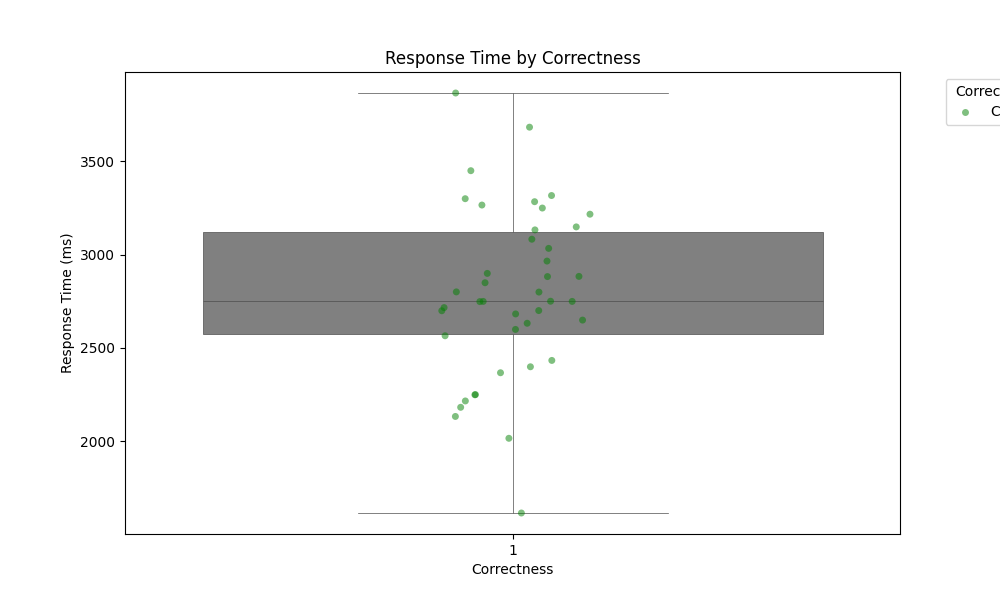 Response Time by Correctness
Correc
C
3500
3000
2500
2000
Response Time (ms)
1
Correctness